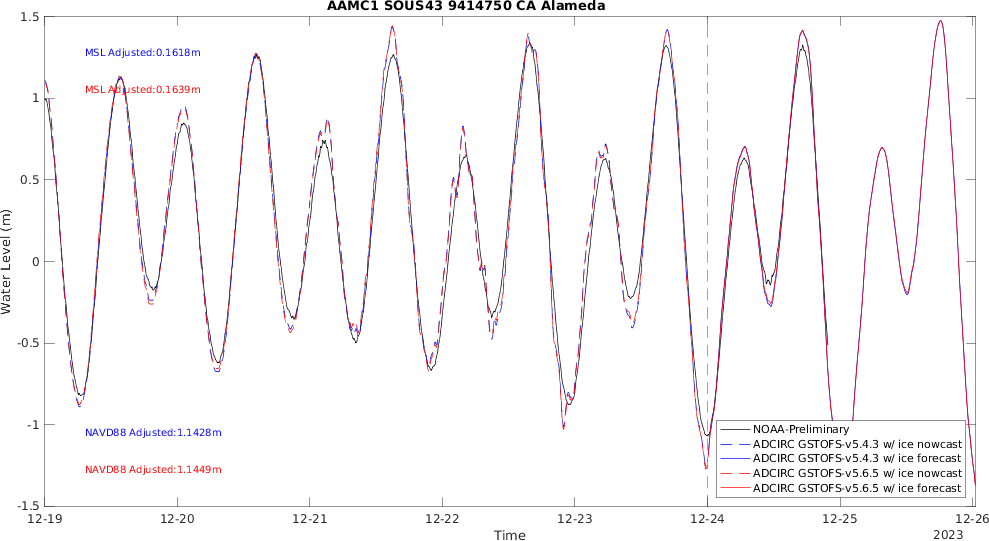 AAMC1 SOUS43 9414750 CA Alameda
1.5
MSL Adjusted:0.1618m
MSL Adjusted:0.1639m
1
0.5
0
-0.5
-1
-1.5
Water Level (m)
NAVD88 Adjusted:1.1428m
NAVD88 Adjusted:1.1449m
NOAA-Preliminary
ADCIRC GSTOFS-v5.4.3 w/ ice nowcast
ADCIRC GSTOFS-v5.4.3 w/ ice forecast
ADCIRC GSTOFS-v5.6.5 w/ ice nowcast
ADCIRC GSTOFS-v5.6.5 w/ ice forecast
12-19 12-20 12-21 12-22 12-23 12-24 12-25 12-26
Time
2023